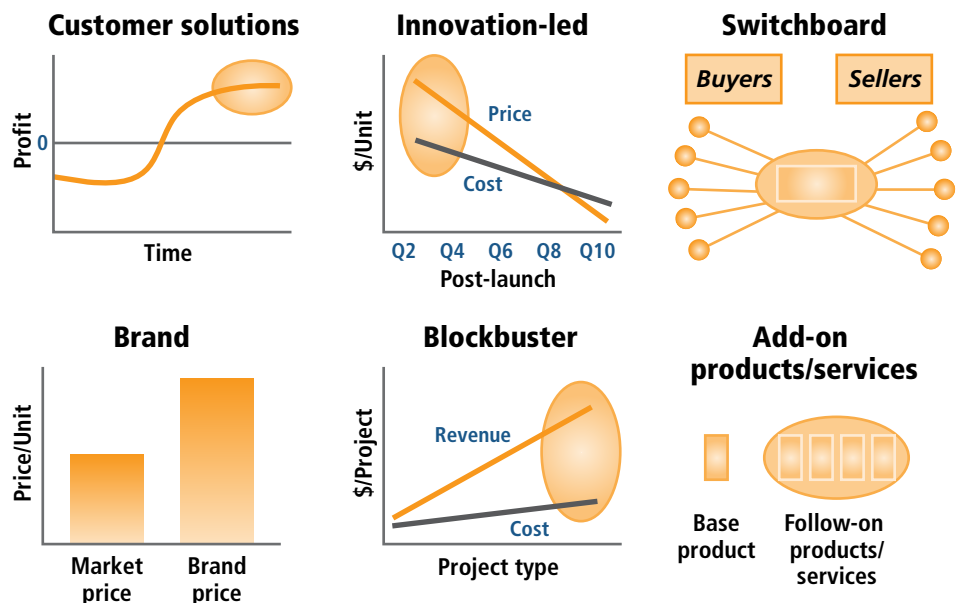 Customer solutions
Profit
0
Time
Innovation-led
$/Unit
Price
Cost
Q2 Q4 Q6 Q8 Q10
Post-launch
Switchboard
Buyers
Sellers
Brand
Price/Unit
Market
price
Brand
price
Blockbuster
$/Project
Revenue
Cost
Project type
Add-on
products/services
Base
product
Follow-on
products/
services